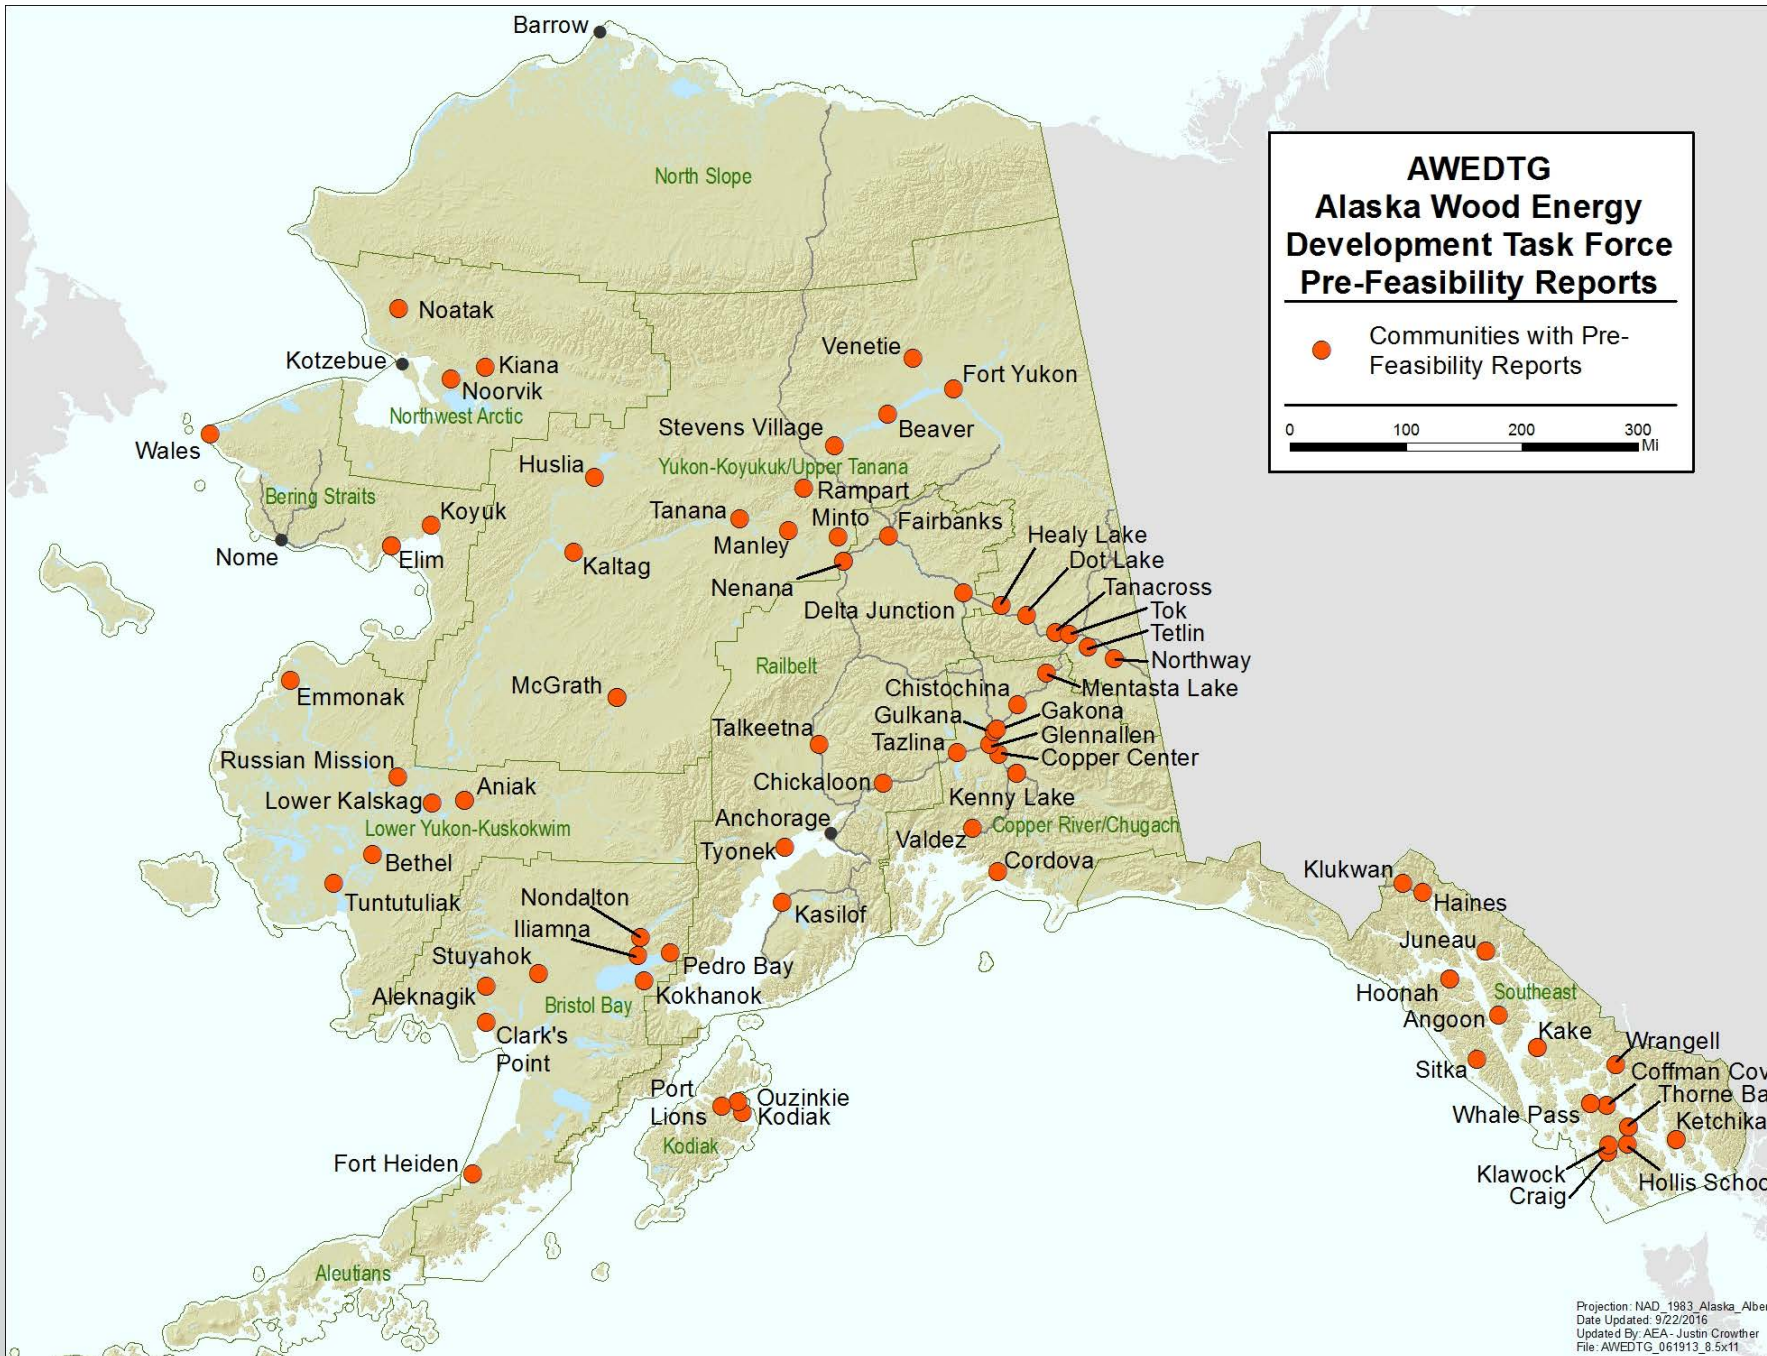 Barrow
AWEDTG
Alaska Wood Energy
Development Task Force
Pre-Feasibility Reports
Communities with Pre-
Feasibility Reports
0 100 200 300
Mi
North Slope
Noatak
Kotzebue
Kiana
Noorvik
Northwest Arctic
Venetie
Fort Yukon
Wales
Stevens Village
Beaver
Huslia
Yukon-Koyukuk/Upper Tanana
Bering Straits
Rampart
Koyuk
Tanana
Minto
Fairbanks
Nome
Elim
Manley
Healy Lake
Kaltag
Dot Lake
Nenana
Tanacross
Delta Junction
Tok
Tetlin
Railbelt
Northway
Emmonak
McGrath
Chistochina
Mentasta Lake
Gulkana
Gakona
Talkeetna
Tazlina
Glennallen
Russian Mission
Copper Center
Aniak
Chickaloon
Lower Kalskag
Kenny Lake
Anchorage
Lower Yukon-Kuskokwim
Copper River/Chugach
Valdez
Tyonek
Bethel
Cordova
Klukwan
Tuntutuliak
Nondalton
Kasilof
Haines
Iliamna
Juneau
Stuyahok
Pedro Bay
Aleknagik
Kokhanok
Hoonah
Southeast
Bristol Bay
Angoon
Clark's
Point
Kake
Wrangell
Sitka
Coffman Cov
Port
Lions
Ouzinkie
Thorne Ba
Kodiak
Whale Pass
Ketchika
Kodiak
Fort Heiden
Klawock
Hollis Schoo
Craig
Aleutians
Projection: NAD_1983_Alaska_Alber
Date Updated: 9/22/2016
Updated By: AEA - Justin Crowther
File: AWEDTG_061913_8.5x11